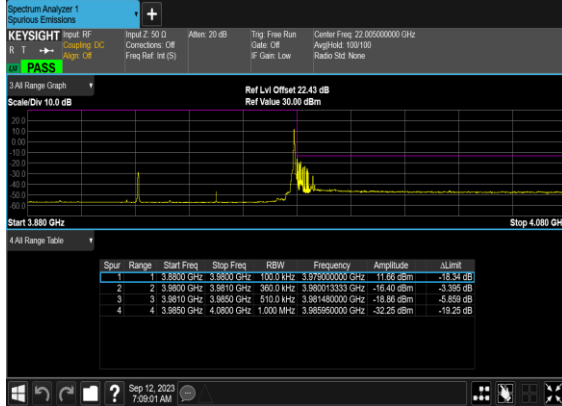 Spectrum Analyzer 1
Spurious Emissions
+
KEYSIGHT Input: RF Input Z: 50 Ω Atten: 20 dB Trig: Free Run Center Freq: 22.005000000 GHz
R T Coupling: DC Corrections: Off Gate: Off Avg|Hold: 100/100
Align: Off Freq Ref: Int (S) IF Gain: Low Radio Std: None
PASS
3 All Range Graph Ref Lvl Offset 22.43 dB
Scale/Div 10.0 dB Ref Value 30.00 dBm
20.0
10.0
0.00
-10.0
-20.0
-30.0
-40.0
-50.0
-60.0
Start 3.880 GHz Stop 4.080 GH
4 All Range Table
Spur Range Start Freq Stop Freq RBW Frequency Amplitude ΔLimit
1 1 3.8800 GHz 3.9800 GHz 100.0 kHz 3.979000000 GHz 11.66 dBm -18.34 dB
2 2 3.9800 GHz 3.9810 GHz 360.0 kHz 3.980013333 GHz -16.40 dBm -3.395 dB
3 3 3.9810 GHz 3.9850 GHz 510.0 kHz 3.981480000 GHz -18.86 dBm -5.859 dB
4 4 3.9850 GHz 4.0800 GHz 1.000 MHz 3.985950000 GHz -32.25 dBm -19.25 dB
? Sep 12, 2023
7:09:01 AM